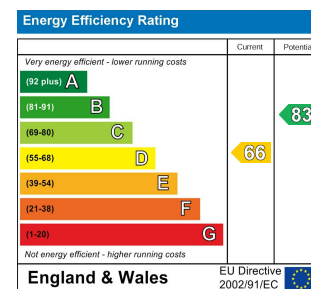 Energy Efficiency Rating
Current Potentia
Very energy efficient - lower running costs
(92 plus) A
(81-91) B
83
(69-80) C
(55-68) D
66
(39-54) E
(21-38) F
(1-20) G
Not energy efficient - higher running costs
England & Wales
EU Directive
2002/91/EC